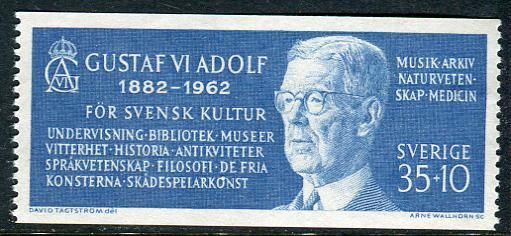 GUSTAF VI ADOLF
1882-1962
FÖR SVENSK KULTUR
UNDERVISNING·BIBLIOTEK·MUSEER
VITTERHET·HISTORIA·ANTIKVITETER
SPRÅKVETENSKAP·FILOSOFI·DE FRIA
KONSTERNA·SKÅDESPELARKONST
MUSIK·ARKIV
NATURVETEN-
SKAP·MEDICIN
SVERIGE
35+10
DAVID TÄGTSTRÖM del
ARNE WALLHORN SC